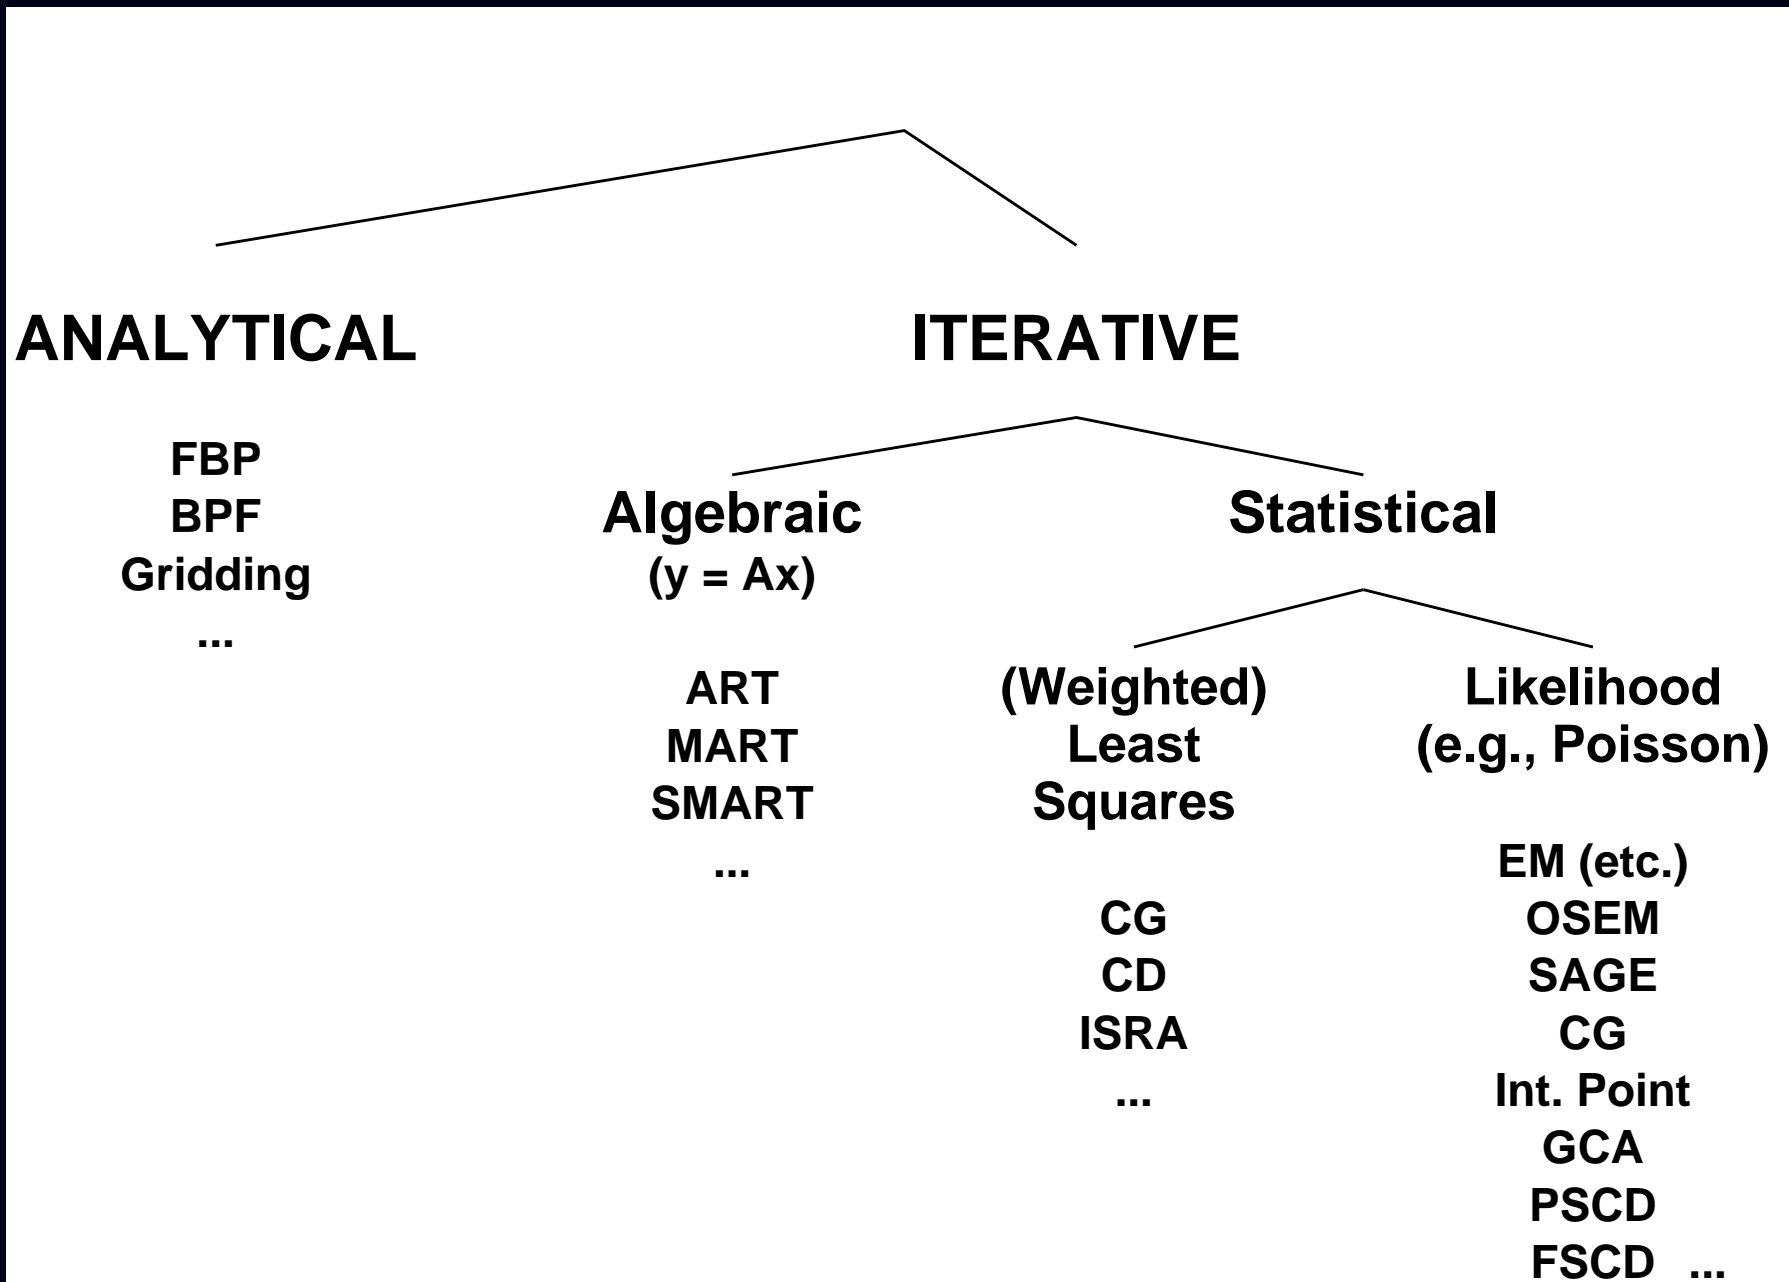 ANALYTICAL
FBP
BPF
Gridding
...
ITERATIVE
Algebraic
(y = Ax)
ART
MART
SMART
...
Statistical
(Weighted)
Least
Squares
CG
CD
ISRA
...
Likelihood
(e.g., Poisson)
EM (etc.)
OSEM
SAGE
CG
Int. Point
GCA
PSCD
FSCD ...